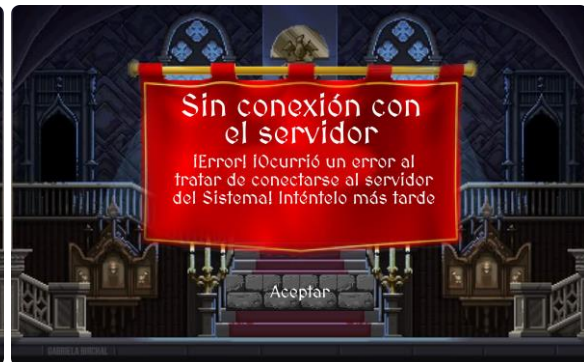 Sin conexión con
el servidor
¡Error! ¡Ocurrió un error al
tratar de conectarse al servidor
del Sistema! Inténtelo más tarde
Aceptar